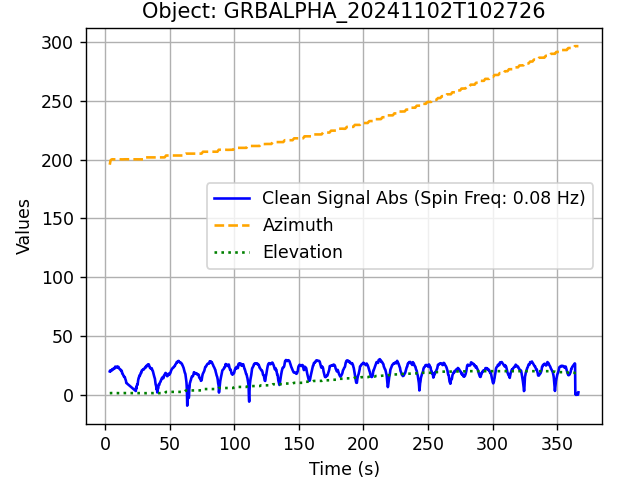 Object: GRBALPHA_20241102T102726
300
250
200
150
100
50
0
Values
Clean Signal Abs (Spin Freq: 0.08 Hz)
Azimuth
Elevation
0 50 100 150 200 250 300 350
Time (s)